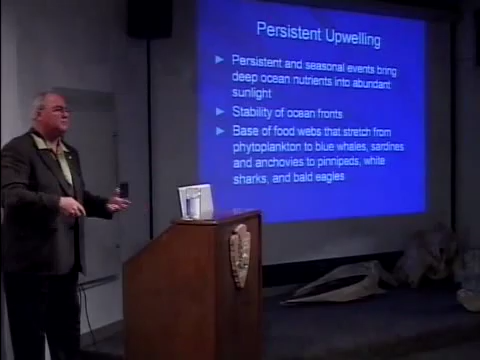 Persistent Upwelling
► Persistent and seasonal events bring
deep ocean nutrients into abundant
sunlight
► Stability of ocean fronts
► Base of food webs that stretch from
phytoplankton to blue whales, sardines
and anchovies to pinnipeds, white
sharks, and bald eagles